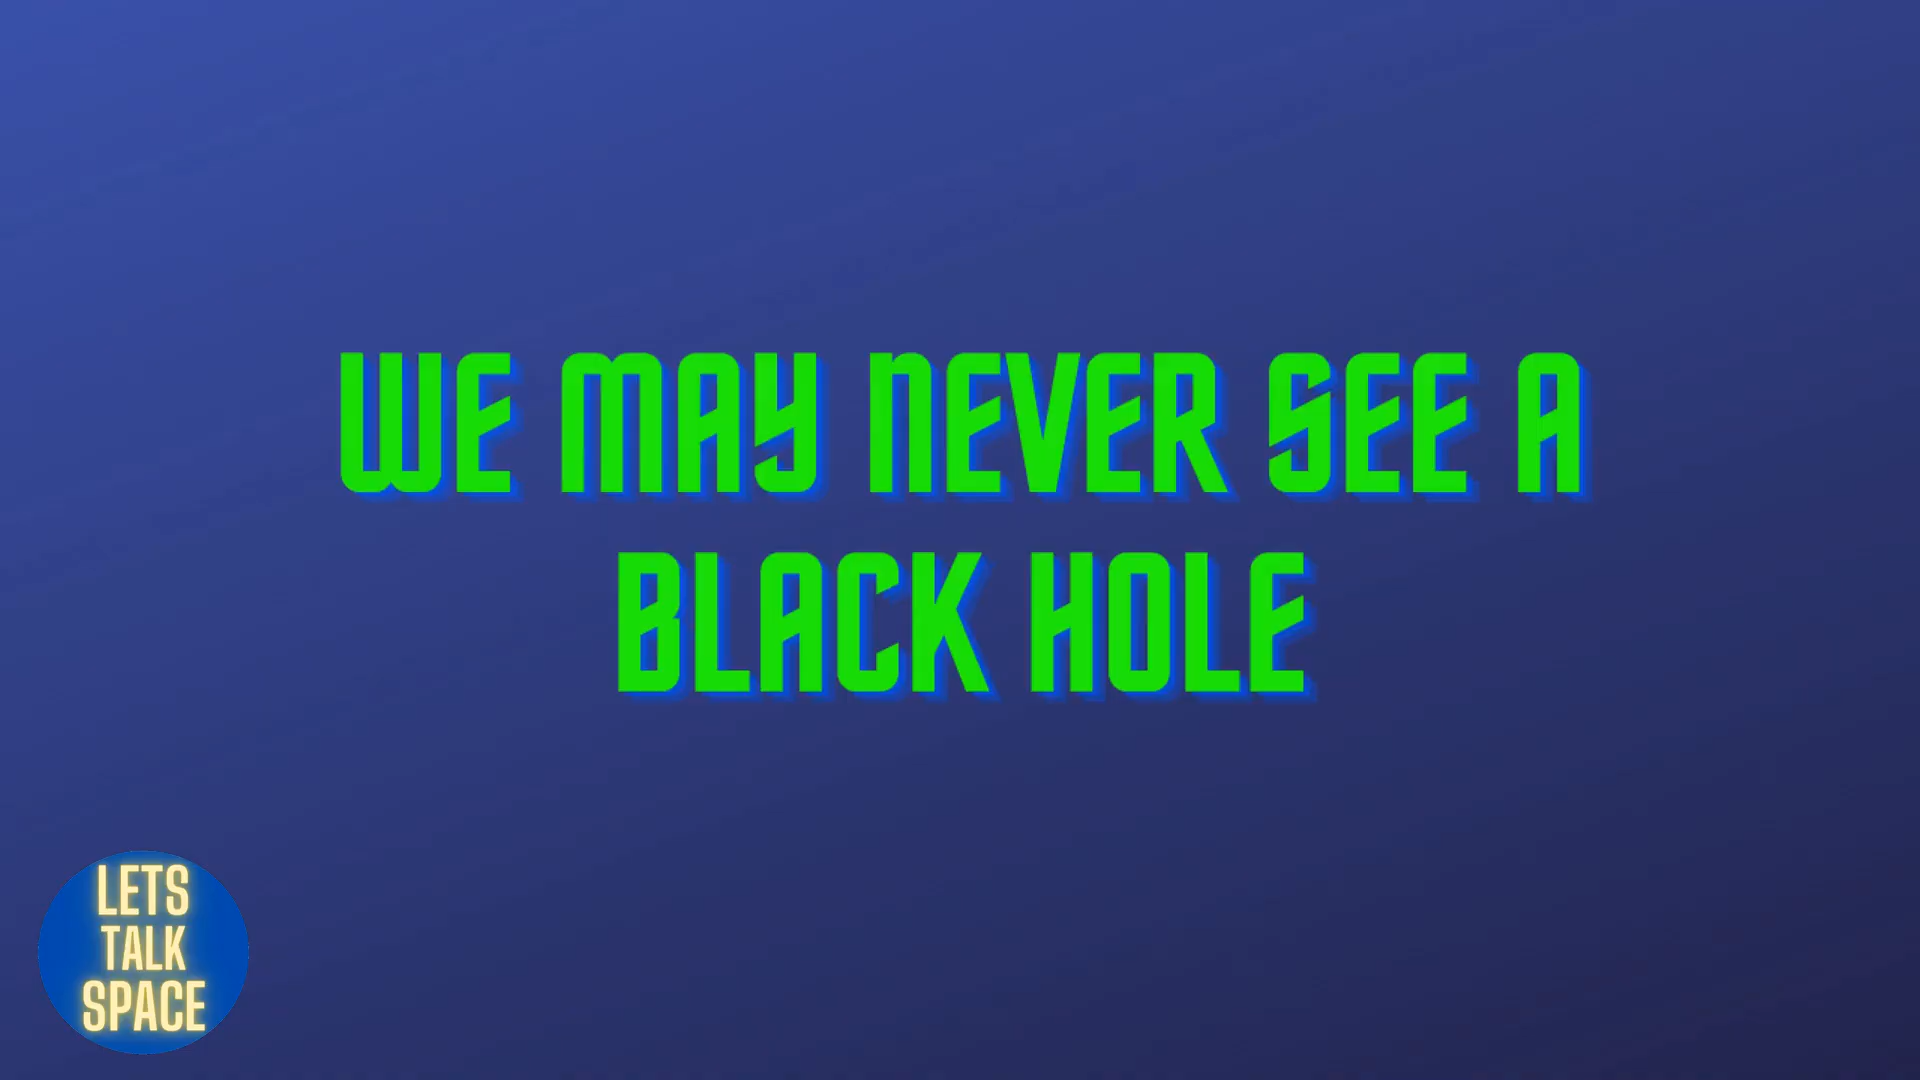 WE MAY NEVER SEE A
BLACK HOLE
LETS
TALK
SPACE